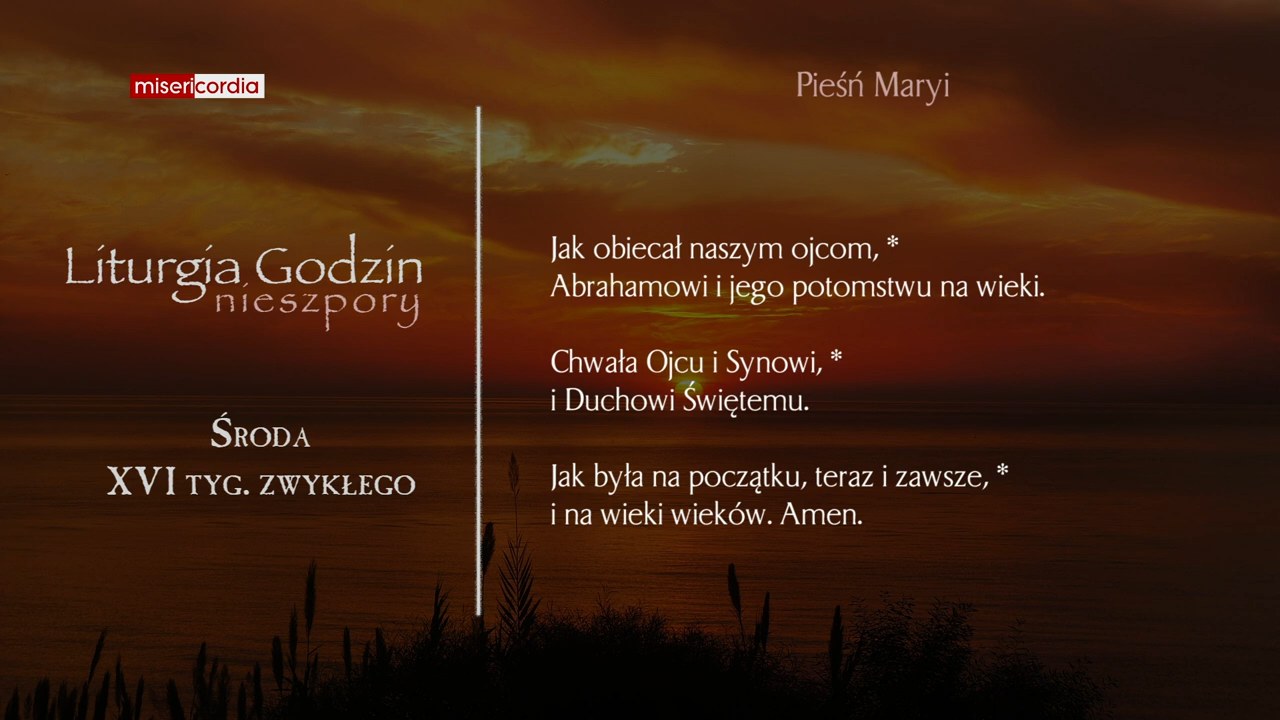 misericordia
Pieśń Maryi
Liturgia Godzin
nieszpory
Środa
XVI tyg. zwykłego
Jak obiecał naszym ojcom, *
Abrahamowi i jego potomstwu na wieki.
Chwała Ojcu i Synowi, *
i Duchowi Świętemu.
Jak była na początku, teraz i zawsze, *
i na wieki wieków. Amen.